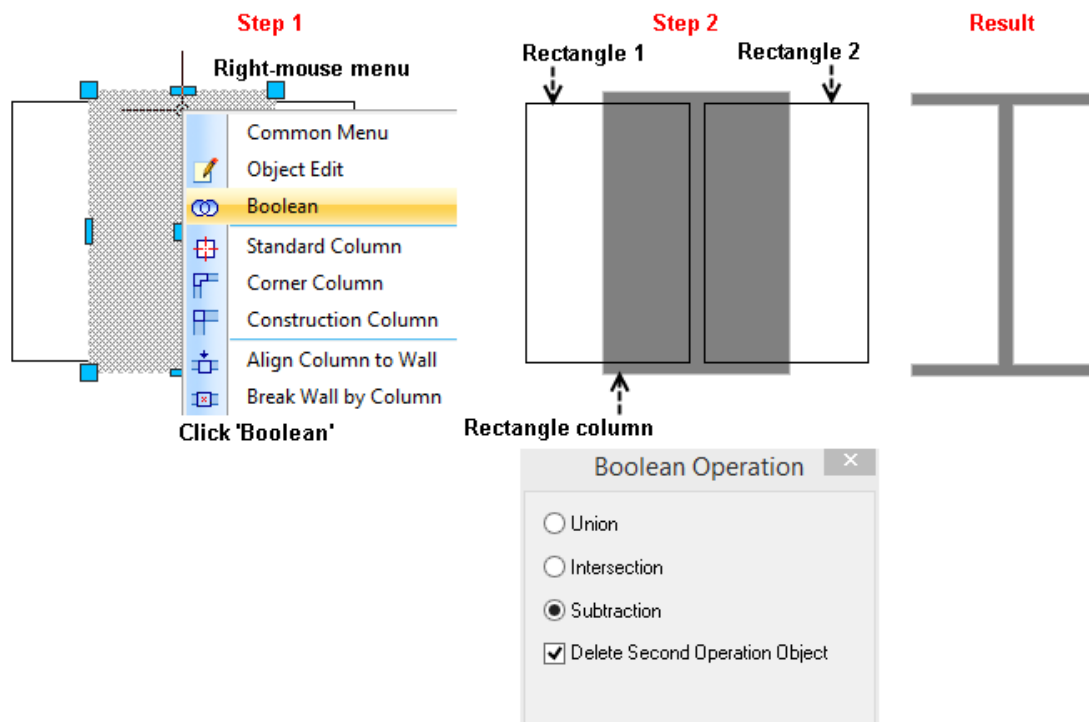 Step 1
Right-mouse menu
Common Menu
Object Edit
Boolean
Standard Column
Corner Column
Construction Column
Align Column to Wall
Break Wall by Column
Click 'Boolean'
Step 2
Rectangle 1
Rectangle 2
Rectangle column
Boolean Operation
Union
Intersection
Subtraction
Delete Second Operation Object
Result